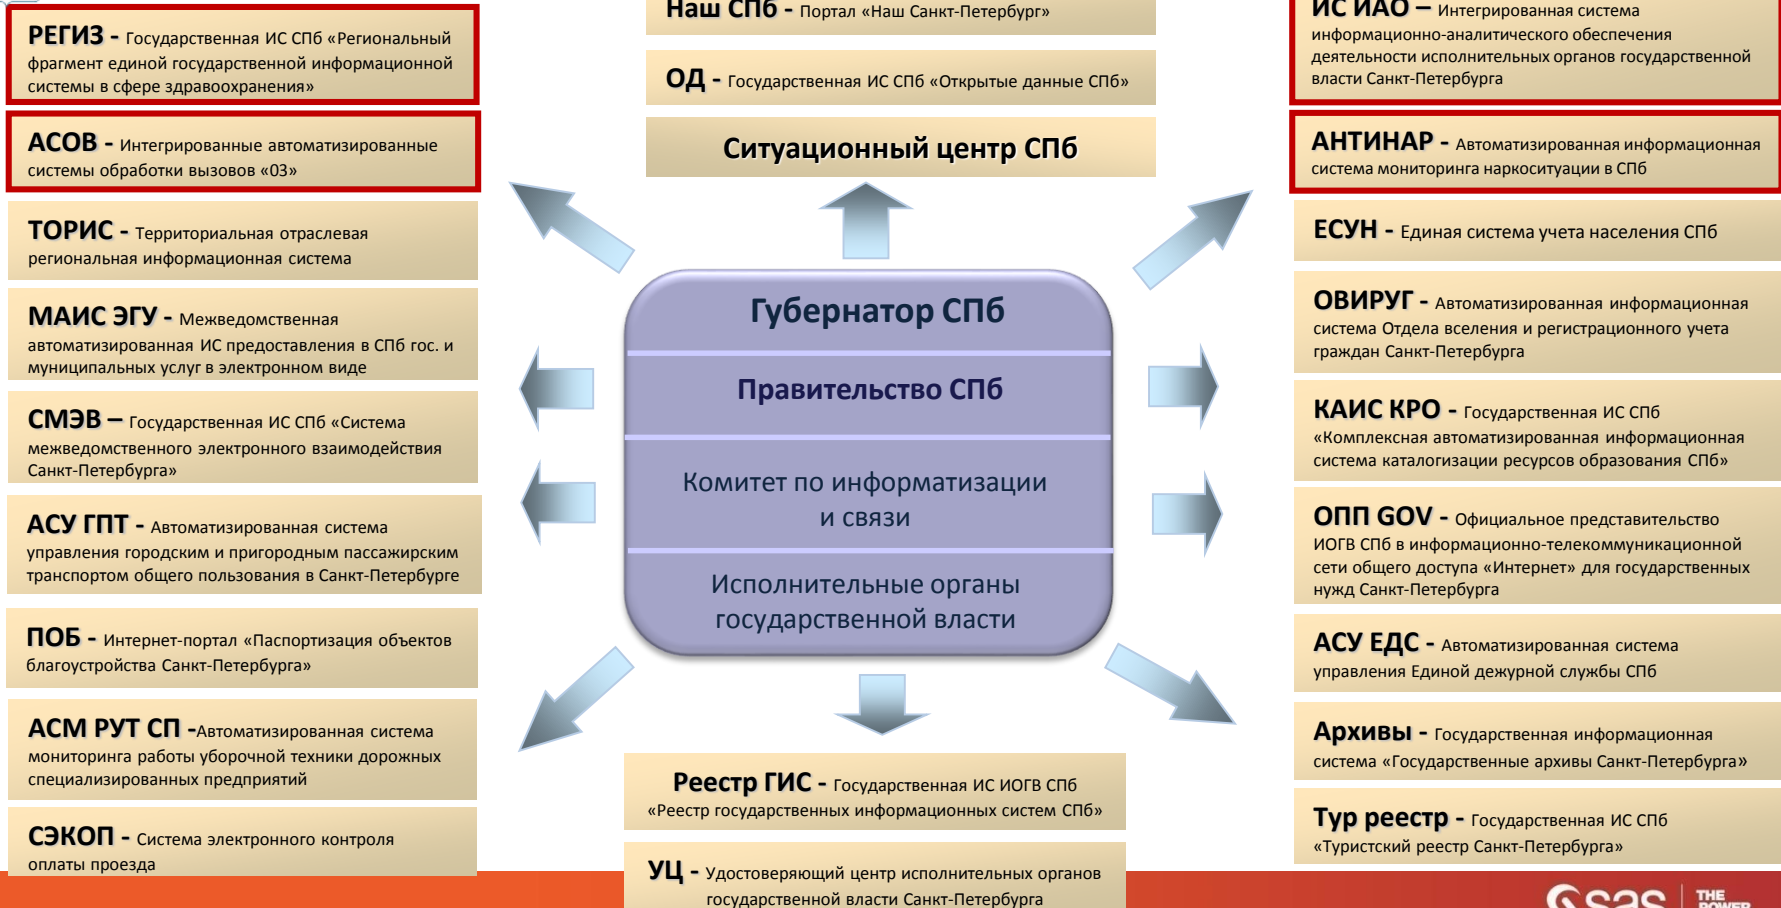 РЕГИЗ - Государственная ИС СПб «Региональный
фрагмент единой государственной информационной
системы в сфере здравоохранения»
АСОВ - Интегрированные автоматизированные
системы обработки вызовов «03»
ТОРИС - Территориальная отраслевая
региональная информационная система
МАИС ЭГУ - Межведомственная
автоматизированная ИС предоставления в СПб гос. и
муниципальных услуг в электронном виде
СМЭВ – Государственная ИС СПб «Система
межведомственного электронного взаимодействия
Санкт-Петербурга»
АСУ ГПТ - Автоматизированная система
управления городским и пригородным пассажирским
транспортом общего пользования в Санкт-Петербурге
ПОБ - Интернет-портал «Паспортизация объектов
благоустройства Санкт-Петербурга»
АСМ РУТ СП -Автоматизированная система
мониторинга работы уборочной техники дорожных
специализированных предприятий
СЭКОП - Система электронного контроля
оплаты проезда
Наш СПб - Портал «Наш Санкт-Петербург»
ОД - Государственная ИС СПб «Открытые данные СПб»
Ситуационный центр СПб
Губернатор СПб
Правительство СПб
Комитет по информатизации
и связи
Исполнительные органы
государственной власти
Реестр ГИС - Государственная ИС ИОГВ СПб
«Реестр государственных информационных систем СПб»
УЦ - Удостоверяющий центр исполнительных органов
государственной власти Санкт-Петербурга
ИС ИАО – Интегрированная система
информационно-аналитического обеспечения
деятельности исполнительных органов государственной
власти Санкт-Петербурга
АНТИНАР - Автоматизированная информационная
система мониторинга наркоситуации в СПб
ЕСУН - Единая система учета населения СПб
ОВИРУГ - Автоматизированная информационная
система Отдела вселения и регистрационного учета
граждан Санкт-Петербурга
КАИС КРО - Государственная ИС СПб
«Комплексная автоматизированная информационная
система каталогизации ресурсов образования СПб»
ОПП GOV - Официальное представительство
ИОГВ СПб в информационно-телекоммуникационной
сети общего доступа «Интернет» для государственных
нужд Санкт-Петербурга
АСУ ЕДС - Автоматизированная система
управления Единой дежурной службы СПб
Архивы - Государственная информационная
система «Государственные архивы Санкт-Петербурга»
Тур реестр - Государственная ИС СПб
«Туристский реестр Санкт-Петербурга»
sas
THE
POWER